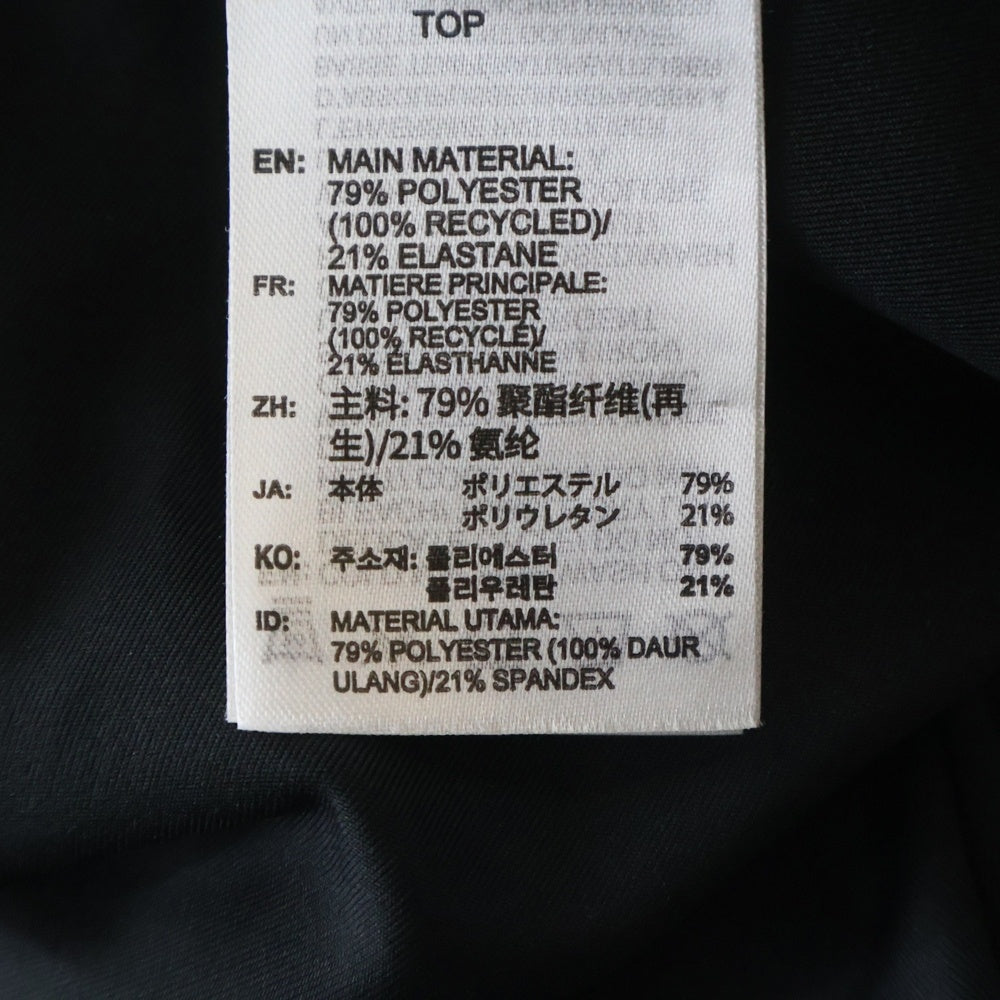 TOP
EN: MAIN MATERIAL:
79% POLYESTER
(100% RECYCLED)/
21% ELASTANE
FR: MATIERE PRINCIPALE:
79% POLYESTER
(100% RECYCLÉ)/
21% ÉLASTHANNE
ZH: 主料: 79% 聚酯纤维(再
生)/21% 氨纶
JA: 本体 ポリエステル 79%
ポリウレタン 21%
KO: 주소재: 폴리에스터 79%
폴리우레탄 21%
ID: MATERIAL UTAMA:
79% POLYESTER (100% DAUR
ULANG)/21% SPANDEX